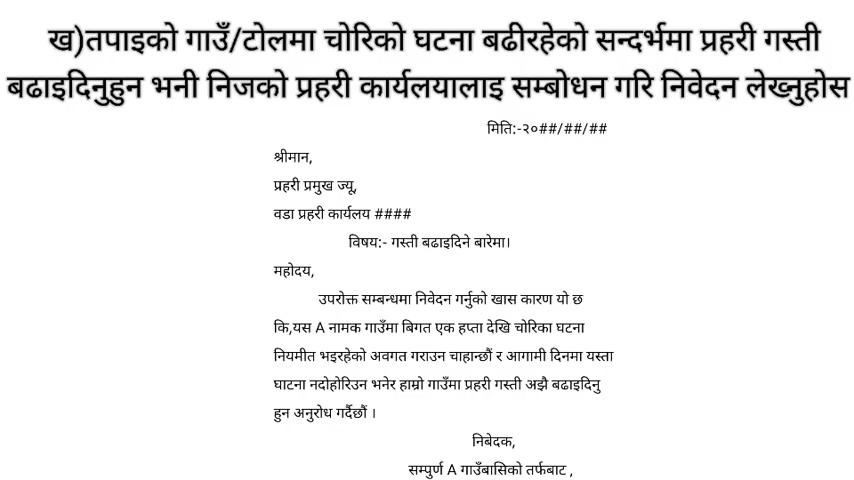 ख)तपाइको गाउँ/टोलमा चोरिको घटना बढीरहेको सन्दर्भमा प्रहरी गस्ती
बढाइदिनुहुन भनी निजको प्रहरी कार्यलयालाइ सम्बोधन गरि निवेदन लेख्नुहोस
मिति:-२०##/##/##
श्रीमान,
प्रहरी प्रमुख ज्यू,
वडा प्रहरी कार्यलय ####
विषय:- गस्ती बढाइदिने बारेमा।
महोदय,
उपरोक्त सम्बन्धमा निवेदन गर्नुको खास कारण यो छ
कि,यस A नामक गाउँमा बिगत एक हप्ता देखि चोरिका घटना
नियमीत भइरहेको अवगत गराउन चाहान्छौं र आगामी दिनमा यस्ता
घाटना नदोहोरिउन भनेर हाम्रो गाउँमा प्रहरी गस्ती अझै बढाइदिनु
हुन अनुरोध गर्दैछौं ।
निबेदक,
सम्पुर्ण A गाउँबासिको तर्फबाट ,